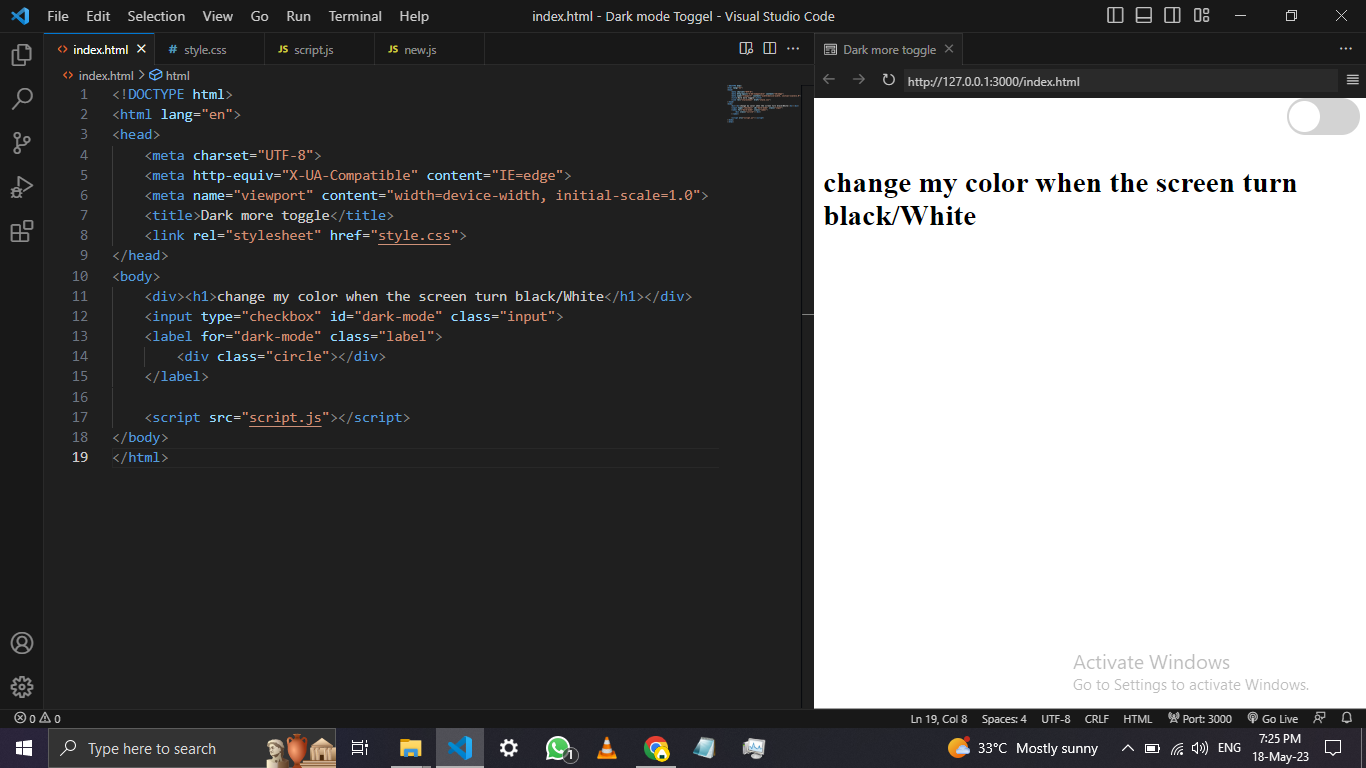 File Edit Selection View Go Run Terminal Help index.html - Dark mode Toggel - Visual Studio Code
index.html style.css JS script.js JS new.js Dark more toggle
index.html > html http://127.0.0.1:3000/index.html
1 <!DOCTYPE html>
2 <html lang="en">
3 <head>
4 <meta charset="UTF-8">
5 <meta http-equiv="X-UA-Compatible" content="IE=edge">
6 <meta name="viewport" content="width=device-width, initial-scale=1.0">
7 <title>Dark more toggle</title>
8 <link rel="stylesheet" href="style.css">
9 </head>
10 <body>
11 <div><h1>change my color when the screen turn black/White</h1></div>
12 <input type="checkbox" id="dark-mode" class="input">
13 <label for="dark-mode" class="label">
14 <div class="circle"></div>
15 </label>
16
17 <script src="script.js"></script>
18 </body>
19 </html>
change my color when the screen turn
black/White
Activate Windows
Go to Settings to activate Windows.
0 0 Ln 19, Col 8 Spaces: 4 UTF-8 CRLF HTML Port: 3000 Go Live
Type here to search 1 33°C Mostly sunny ENG 7:25 PM
18-May-23